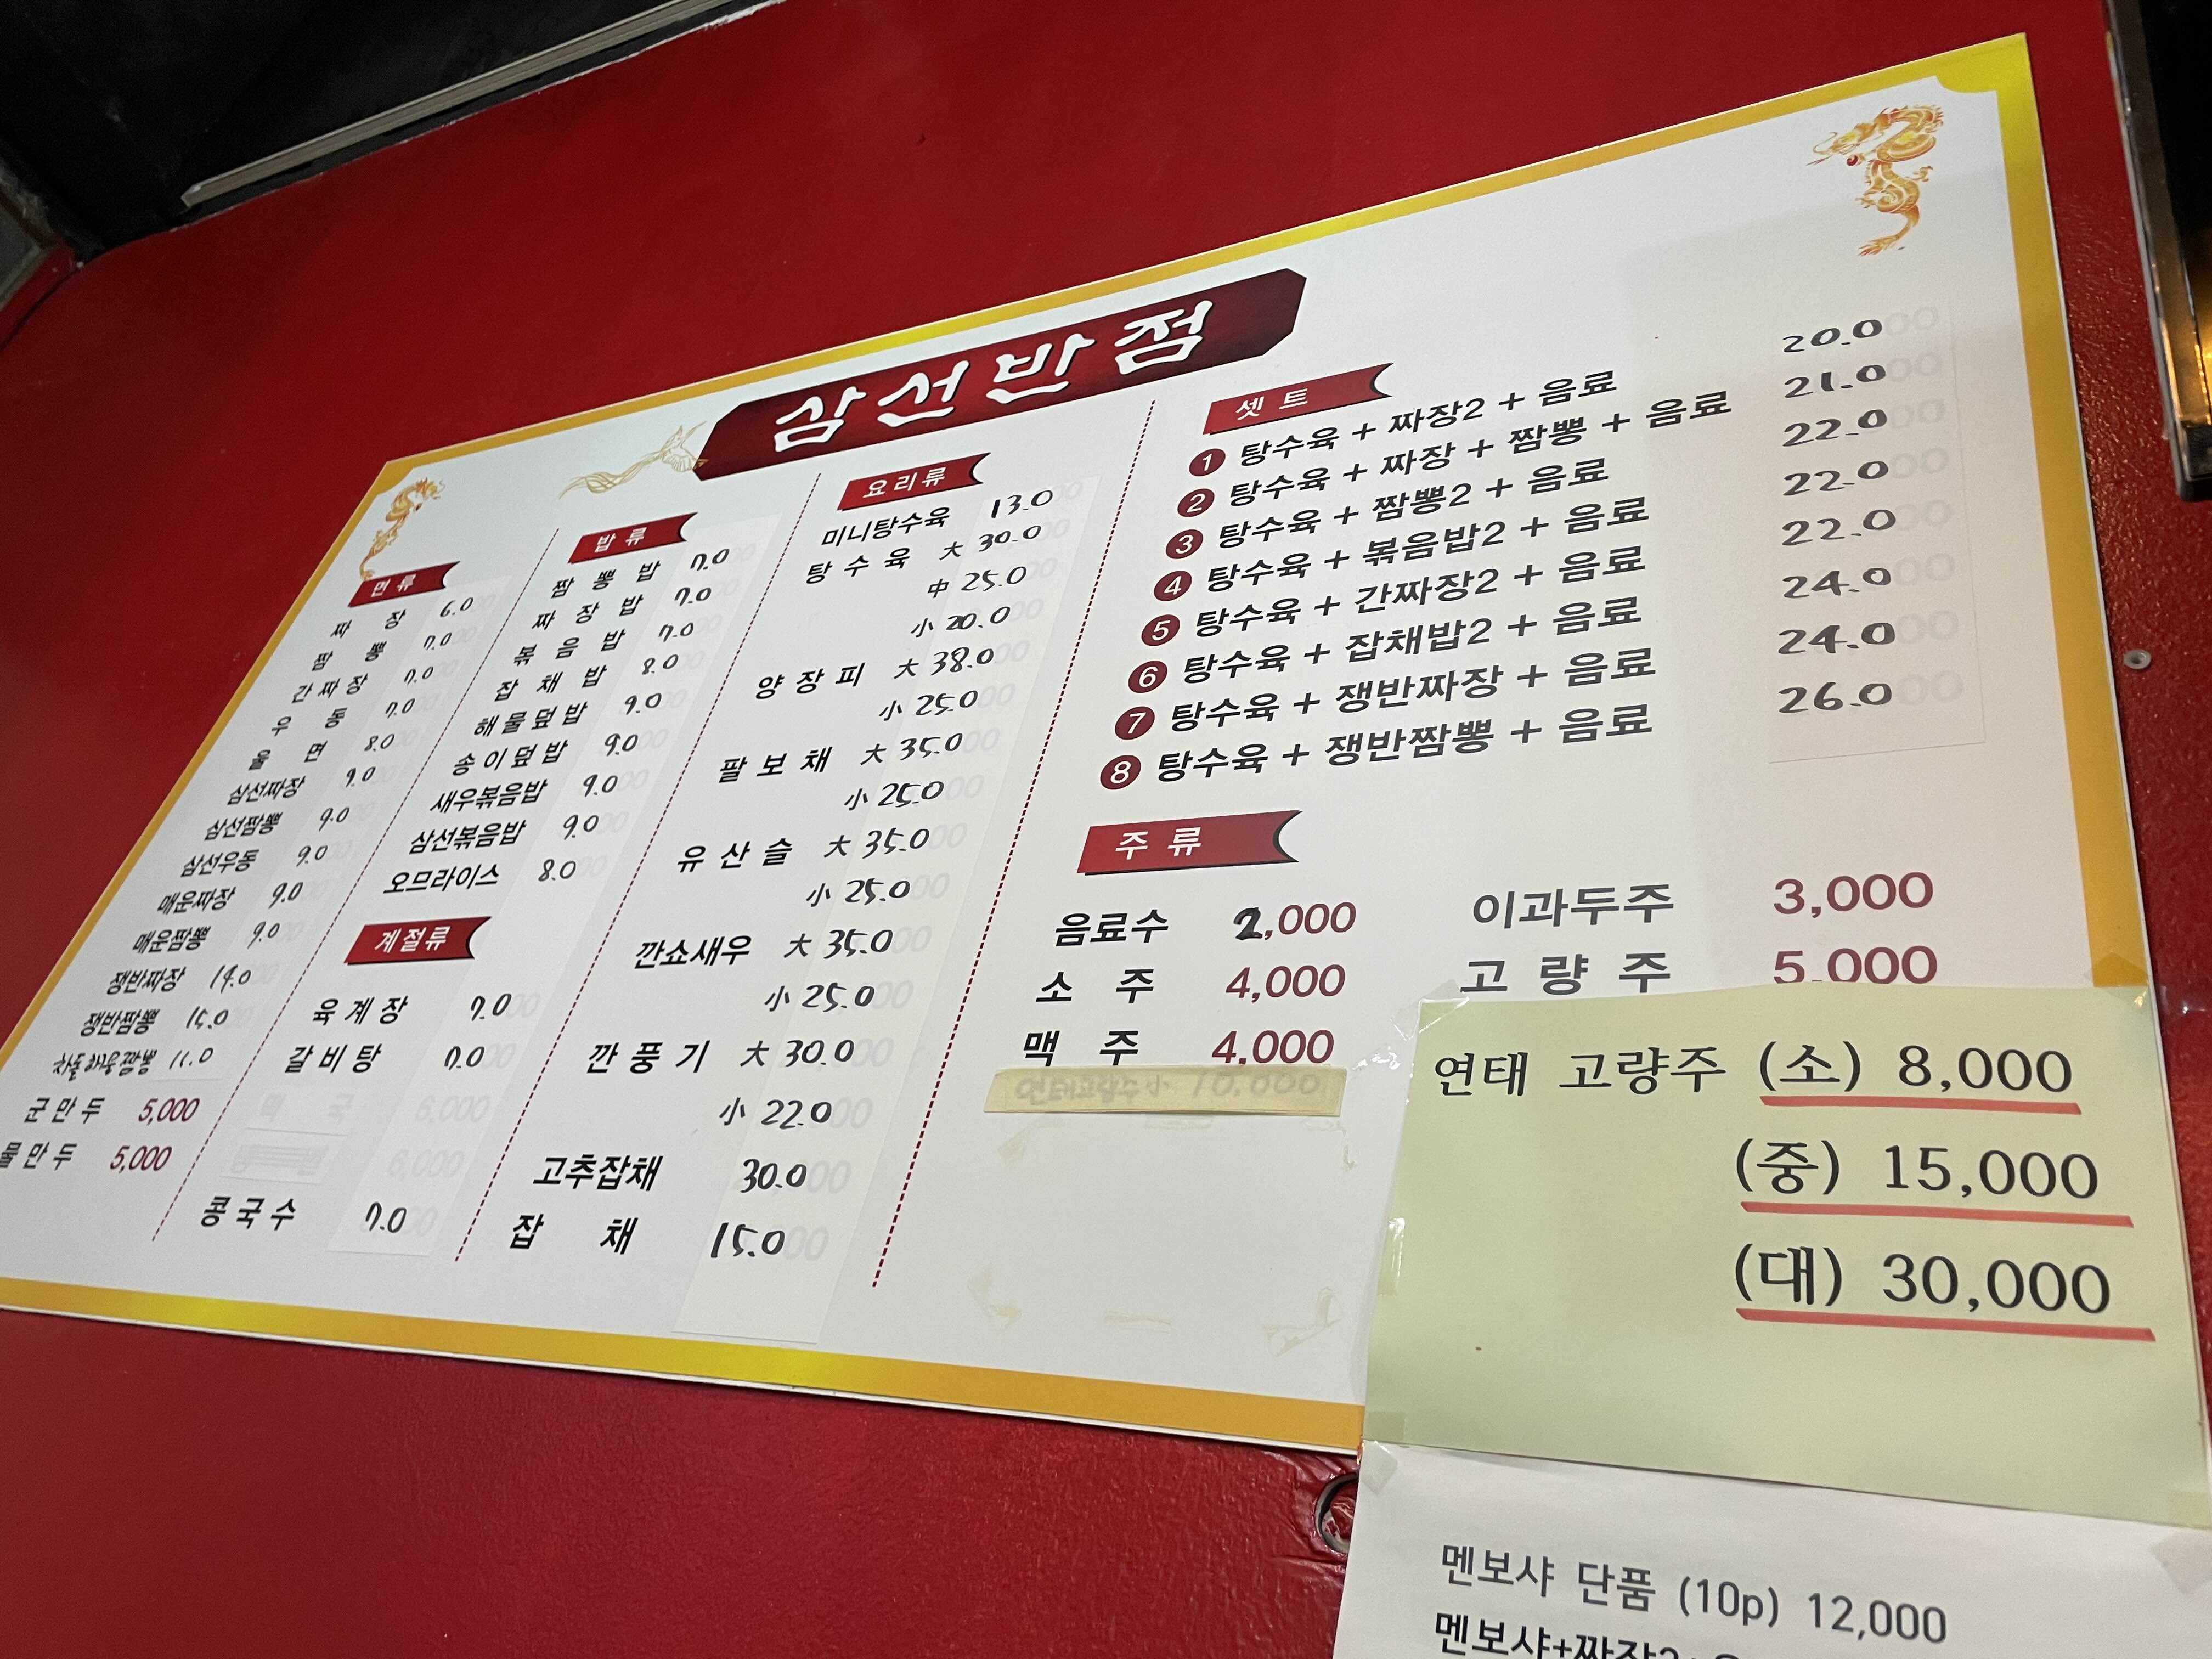 삼선반점
면류
짜 장 6.0
짬 뽕 7.0
간짜장 7.0
우 동 7.0
울 면 8.0
삼선짜장 9.0
삼선짬뽕 9.0
삼선우동 9.0
매운짜장 9.0
매운짬뽕 9.0
쟁반짜장 14.0
쟁반짬뽕 15.0
11.0
군만두 5,000
물만두 5,000
밥류
짬 뽕 밥 7.0
짜 장 밥 7.0
볶 음 밥 7.0
잡 채 밥 8.0
해물덮밥 9.0
송이덮밥 9.0
새우볶음밥 9.0
삼선볶음밥 9.0
오므라이스 8.0
계절류
육계장 7.0
갈비탕 7.0
6,000
6,000
콩국수 7.0
요리류
미니탕수육 13.0
탕 수 육 大 30.0
中 25.0
小 20.0
양 장 피 大 38.0
小 25.0
팔 보 채 大 35.0
小 25.0
유 산 슬 大 35.0
小 25.0
깐쇼새우 大 35.0
小 25.0
깐 풍 기 大 30.0
小 22.0
고추잡채 30.0
잡 채 15.0
셋트
1 탕수육 + 짜장2 + 음료 20.0
2 탕수육 + 짜장 + 짬뽕 + 음료 21.0
3 탕수육 + 짬뽕2 + 음료 22.0
4 탕수육 + 볶음밥2 + 음료 22.0
5 탕수육 + 간짜장2 + 음료 22.0
6 탕수육 + 잡채밥2 + 음료 24.0
7 탕수육 + 쟁반짜장 + 음료 24.0
8 탕수육 + 쟁반짬뽕 + 음료 26.0
주류
음료수 2,000 이과두주 3,000
소 주 4,000 고 량 주 5,000
맥 주 4,000
연태고량주 小 10,000
연태 고량주 (소) 8,000
(중) 15,000
(대) 30,000
멘보샤 단품 (10p) 12,000
멘보샤+짜장2+